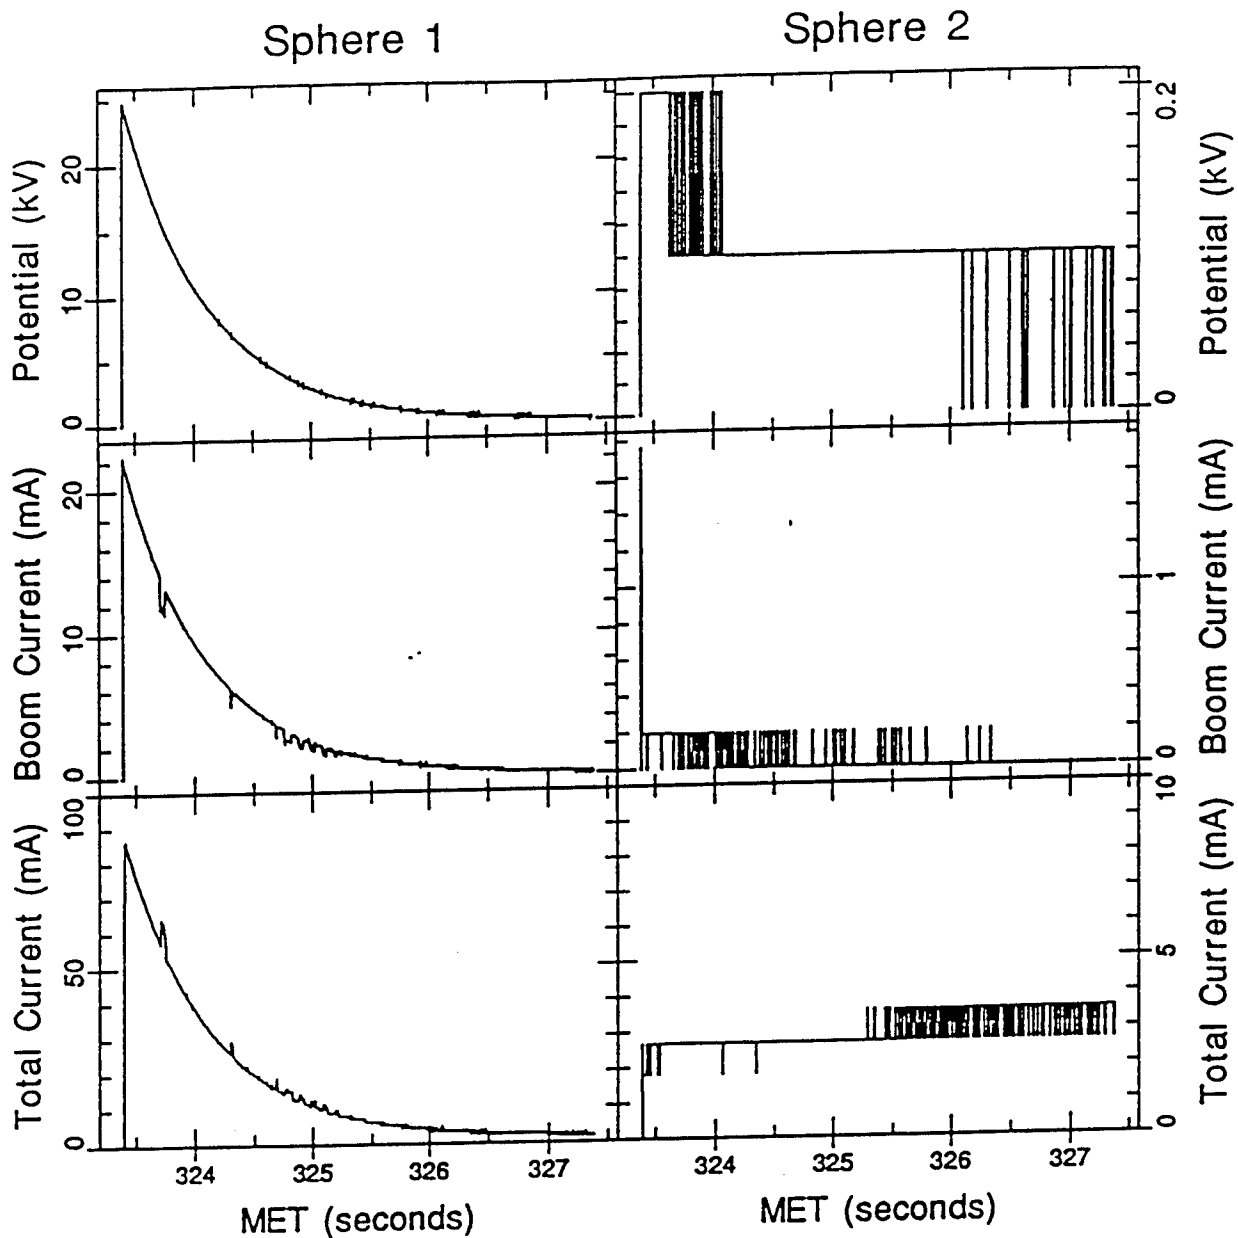 Sphere 1
Sphere 2
Potential (kV)
20
10
0
0.2
0
Potential (kV)
Boom Current (mA)
20
10
0
1
0
Boom Current (mA)
Total Current (mA)
100
50
0
10
5
0
Total Current (mA)
324 325 326 327
324 325 326 327
MET (seconds)
MET (seconds)